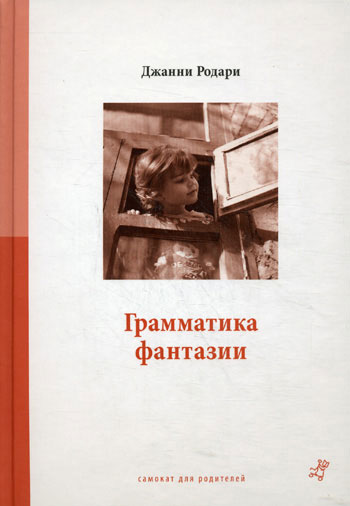 Джанни Родари
Грамматика
фантазии
самокат для родителей